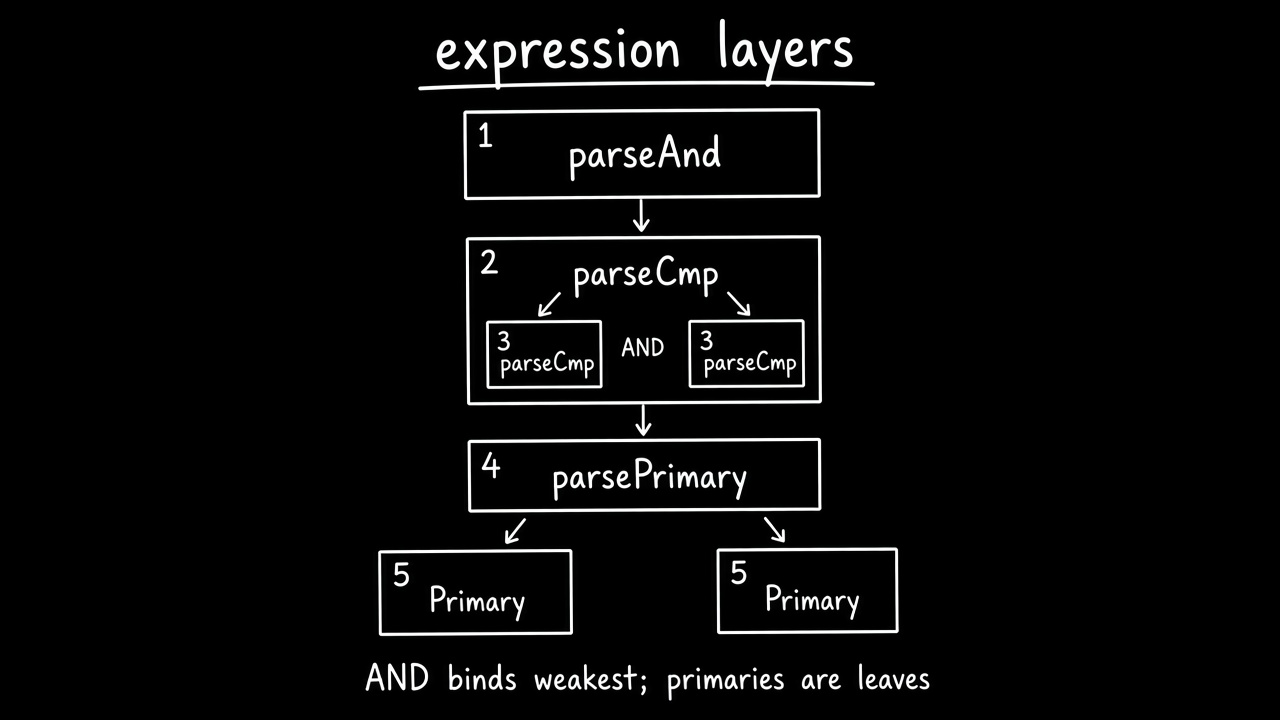 expression layers
1
parseAnd
2
parseCmp
3
parseCmp
AND
3
parseCmp
4
parsePrimary
5
Primary
5
Primary
AND binds weakest; primaries are leaves